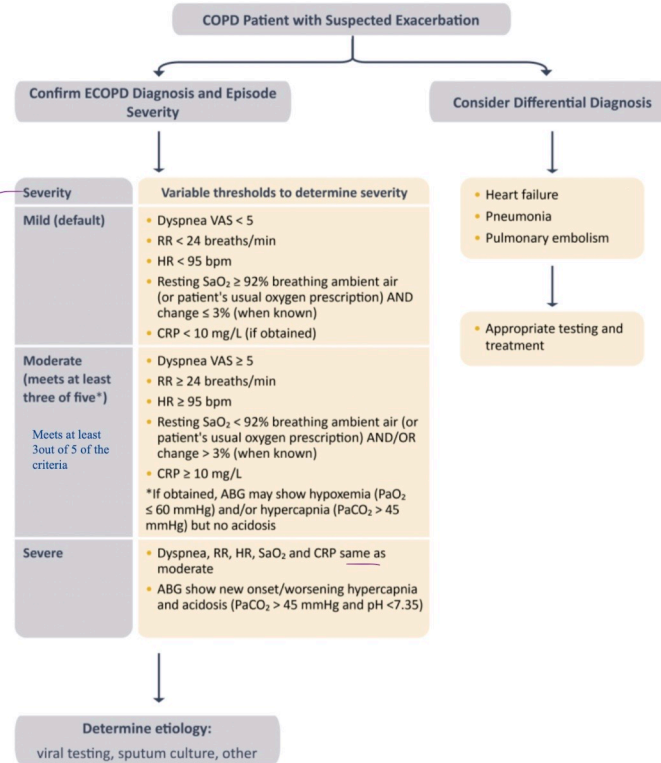 COPD Patient with Suspected Exacerbation
Confirm ECOPD Diagnosis and Episode
Severity
Consider Differential Diagnosis
Severity
Variable thresholds to determine severity
Mild (default)
• Dyspnea VAS < 5
• RR < 24 breaths/min
• HR < 95 bpm
• Resting SaO₂ ≥ 92% breathing ambient air
(or patient's usual oxygen prescription) AND
change ≤ 3% (when known)
• CRP < 10 mg/L (if obtained)
Moderate
(meets at least
three of five*)
Meets at least
3out of 5 of the
criteria
• Dyspnea VAS ≥ 5
• RR ≥ 24 breaths/min
• HR ≥ 95 bpm
• Resting SaO₂ < 92% breathing ambient air (or
patient's usual oxygen prescription) AND/OR
change > 3% (when known)
• CRP ≥ 10 mg/L
*If obtained, ABG may show hypoxemia (PaO₂
≤ 60 mmHg) and/or hypercapnia (PaCO₂ > 45
mmHg) but no acidosis
Severe
• Dyspnea, RR, HR, SaO₂ and CRP same as
moderate
• ABG show new onset/worsening hypercapnia
and acidosis (PaCO₂ > 45 mmHg and pH <7.35)
• Heart failure
• Pneumonia
• Pulmonary embolism
• Appropriate testing and
treatment
Determine etiology:
viral testing, sputum culture, other